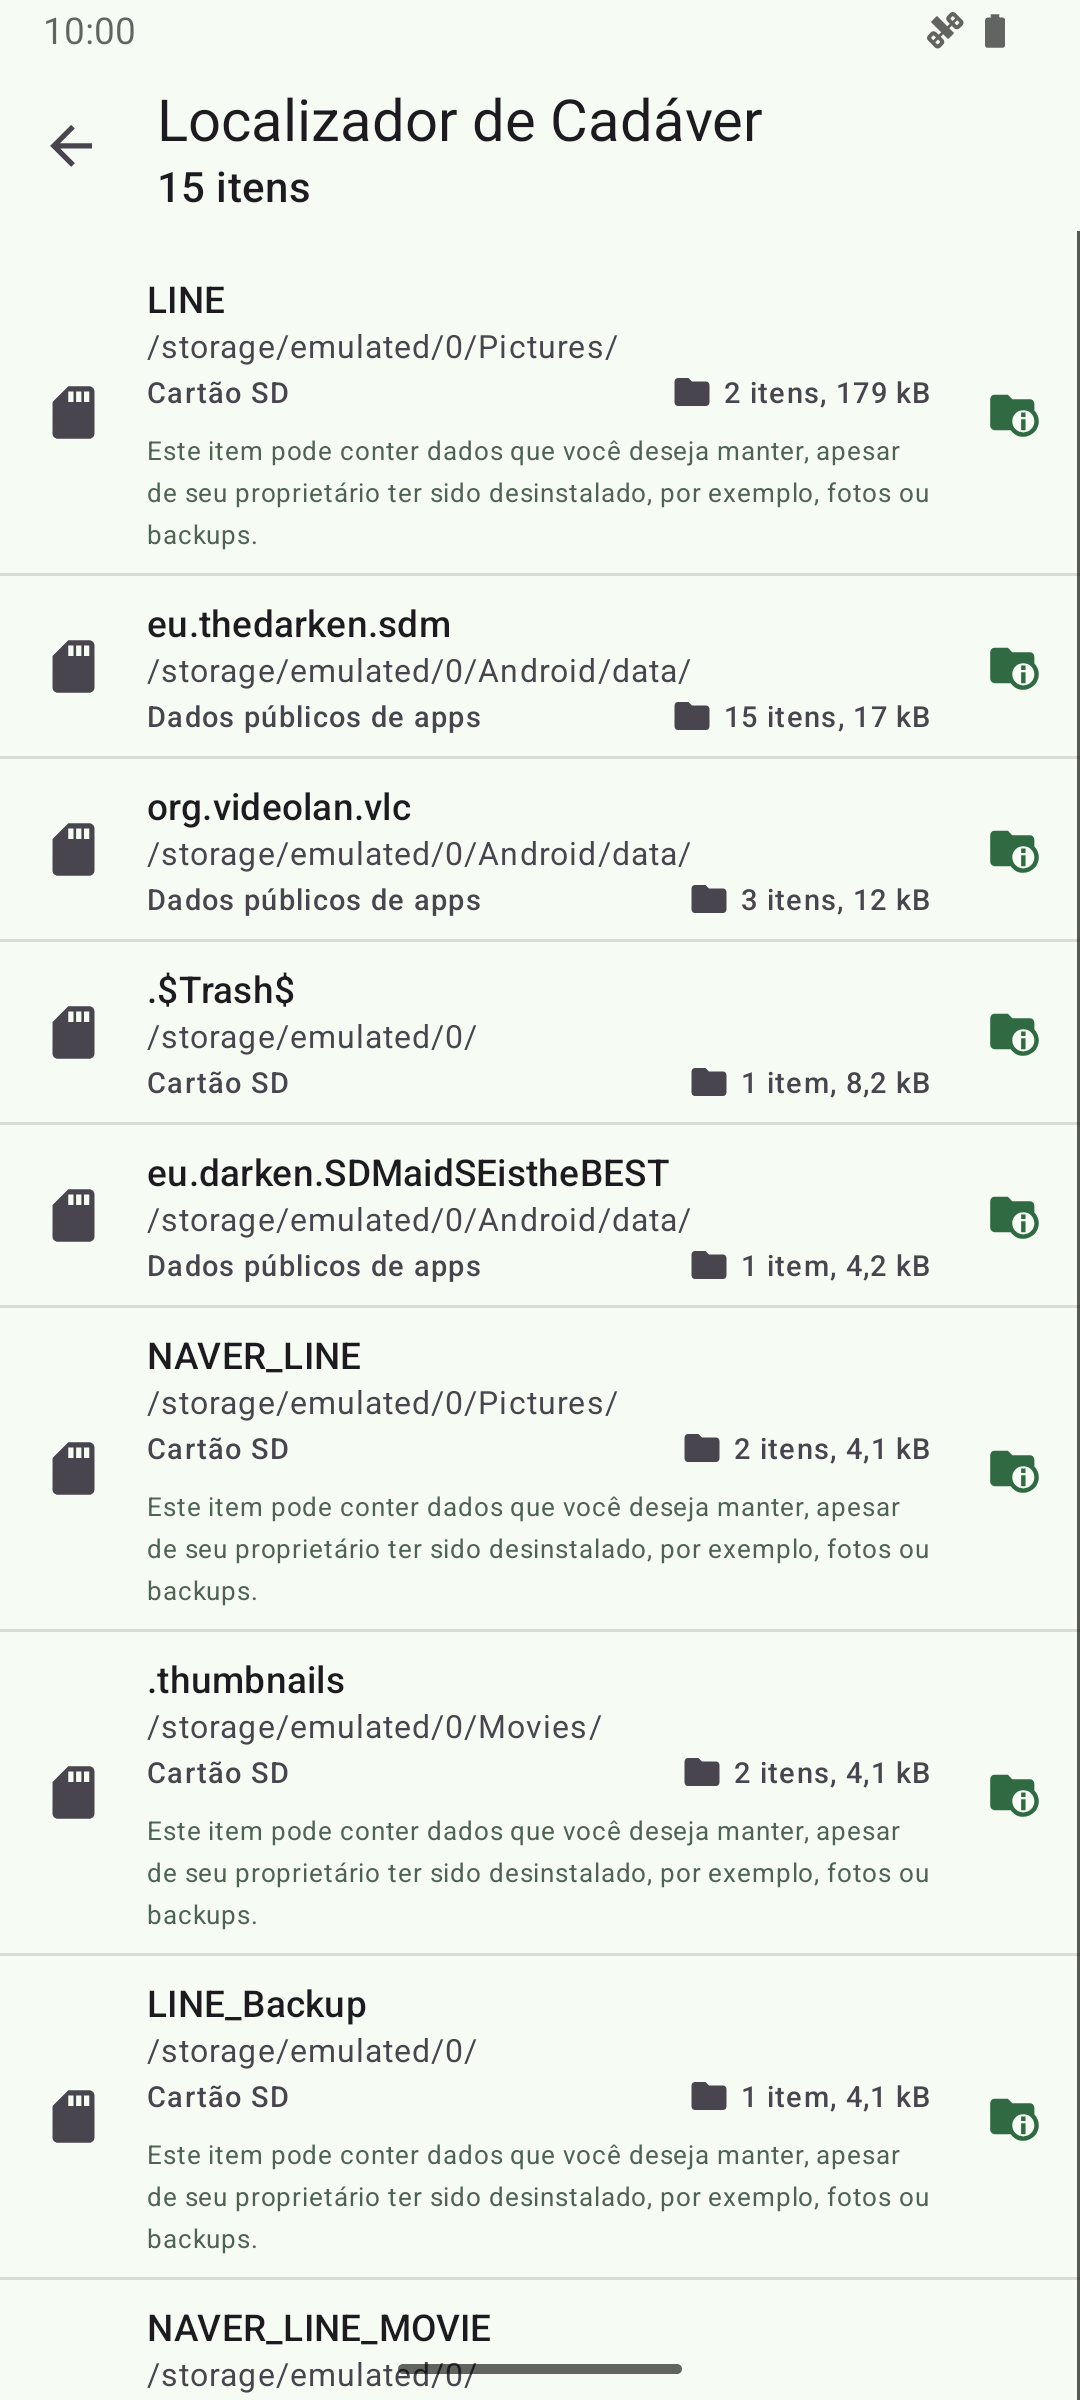 10:00
Localizador de Cadáver
15 itens
LINE
/storage/emulated/0/Pictures/
Cartão SD
2 itens, 179 kB
Este item pode conter dados que você deseja manter, apesar
de seu proprietário ter sido desinstalado, por exemplo, fotos ou
backups.
eu.thedarken.sdm
/storage/emulated/0/Android/data/
Dados públicos de apps
15 itens, 17 kB
org.videolan.vlc
/storage/emulated/0/Android/data/
Dados públicos de apps
3 itens, 12 kB
.$Trash$
/storage/emulated/0/
Cartão SD
1 item, 8,2 kB
eu.darken.SDMaidSEistheBEST
/storage/emulated/0/Android/data/
Dados públicos de apps
1 item, 4,2 kB
NAVER_LINE
/storage/emulated/0/Pictures/
Cartão SD
2 itens, 4,1 kB
Este item pode conter dados que você deseja manter, apesar
de seu proprietário ter sido desinstalado, por exemplo, fotos ou
backups.
.thumbnails
/storage/emulated/0/Movies/
Cartão SD
2 itens, 4,1 kB
Este item pode conter dados que você deseja manter, apesar
de seu proprietário ter sido desinstalado, por exemplo, fotos ou
backups.
LINE_Backup
/storage/emulated/0/
Cartão SD
1 item, 4,1 kB
Este item pode conter dados que você deseja manter, apesar
de seu proprietário ter sido desinstalado, por exemplo, fotos ou
backups.
NAVER_LINE_MOVIE
/storage/emulated/0/